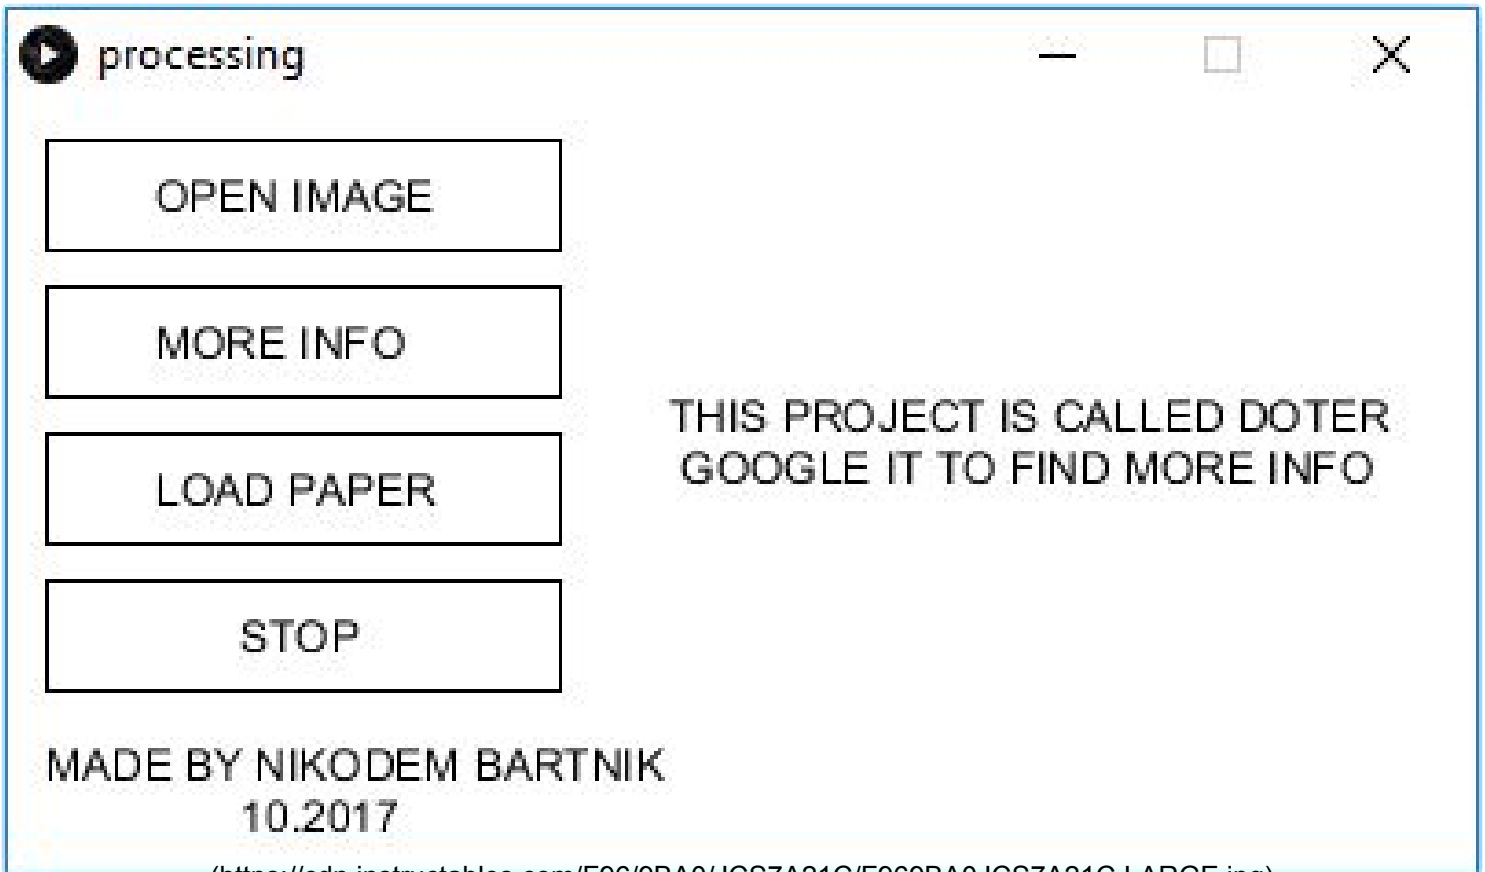 processing
OPEN IMAGE
MORE INFO
LOAD PAPER
STOP
THIS PROJECT IS CALLED DOTER
GOOGLE IT TO FIND MORE INFO
MADE BY NIKODEM BARTNIK
10.2017